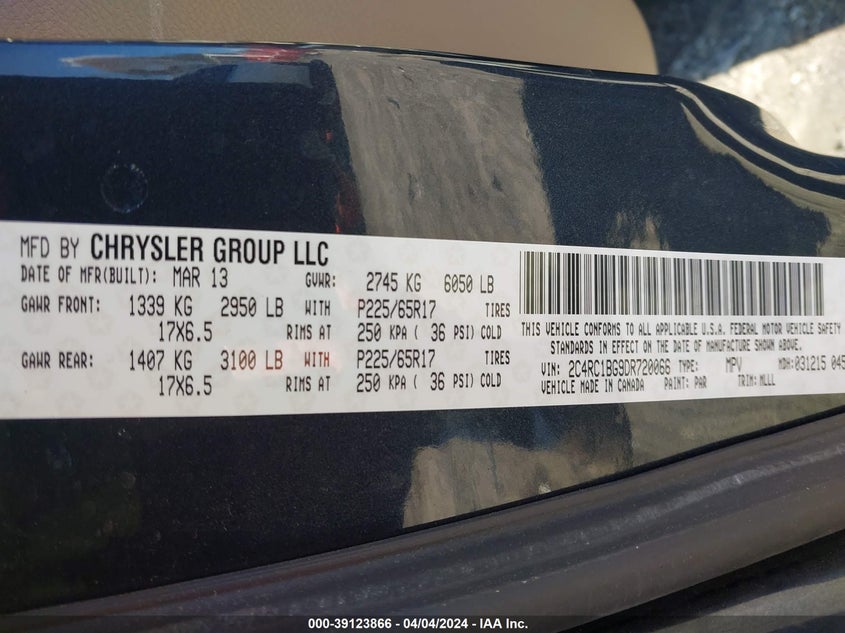 MFD BY CHRYSLER GROUP LLC
DATE OF MFR(BUILT): MAR 13 GVWR: 2745 KG 6050 LB
GAWR FRONT: 1339 KG 2950 LB WITH P225/65R17 TIRES
17X6.5 RIMS AT 250 KPA ( 36 PSI) COLD
GAWR REAR: 1407 KG 3100 LB WITH P225/65R17 TIRES
17X6.5 RIMS AT 250 KPA ( 36 PSI) COLD
THIS VEHICLE CONFORMS TO ALL APPLICABLE U.S.A. FEDERAL MOTOR VEHICLE SAFETY
STANDARDS IN EFFECT ON THE DATE OF MANUFACTURE SHOWN ABOVE.
VIN: 2C4RC1BG9DR720066 TYPE: MPV MDH: 031215 045
VEHICLE MADE IN CANADA PAINT: PAR TRIM: MLLL
000-39123866 - 04/04/2024 - IAA Inc.